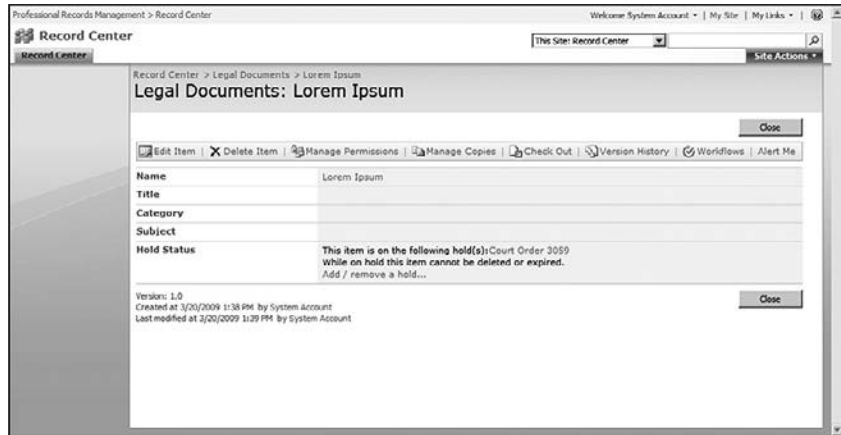 Professional Records Management > Record Center
Welcome System Account ▾ | My Site | My Links ▾ |
Record Center
This Site: Record Center
Record Center
Site Actions ▾
Record Center > Legal Documents > Lorem Ipsum
Legal Documents: Lorem Ipsum
Close
Edit Item | Delete Item | Manage Permissions | Manage Copies | Check Out | Version History | Workflows | Alert Me
Name Lorem Ipsum
Title
Category
Subject
Hold Status This item is on the following hold(s):Court Order 3059
While on hold this item cannot be deleted or expired.
Add / remove a hold...
Version: 1.0
Close
Created at 3/20/2009 1:38 PM by System Account
Last modified at 3/20/2009 1:39 PM by System Account